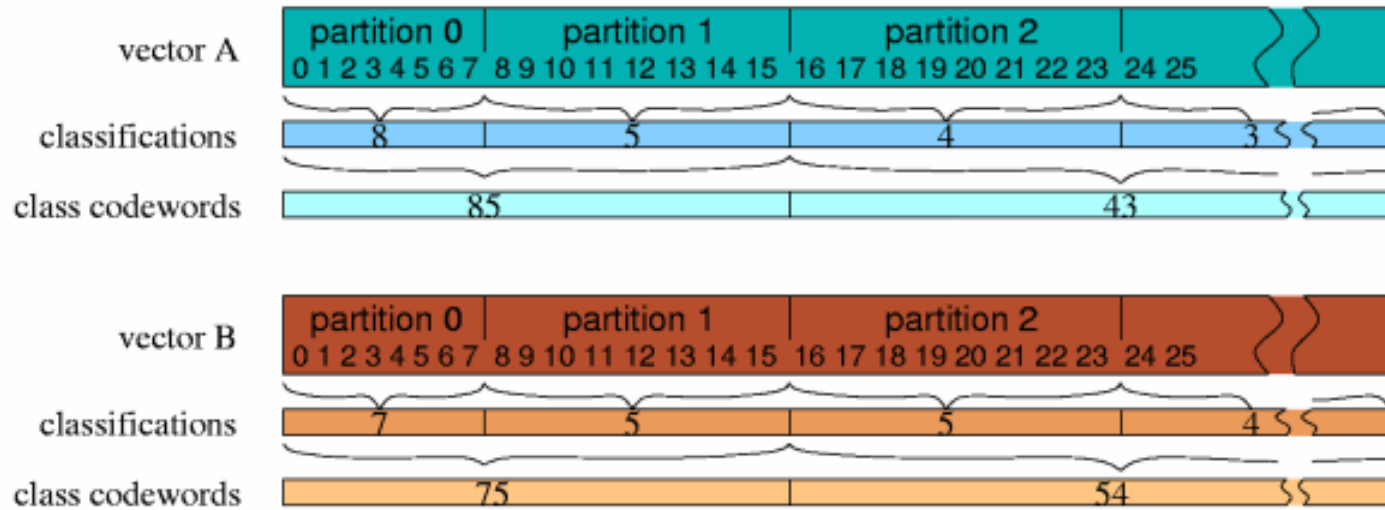 partition 0 partition 1 partition 2
vector A
0 1 2 3 4 5 6 7 8 9 10 11 12 13 14 15 16 17 18 19 20 21 22 23 24 25
classifications 8 5 4 3
class codewords 85 43
partition 0 partition 1 partition 2
vector B
0 1 2 3 4 5 6 7 8 9 10 11 12 13 14 15 16 17 18 19 20 21 22 23 24 25
classifications 7 5 5 4
class codewords 75 54